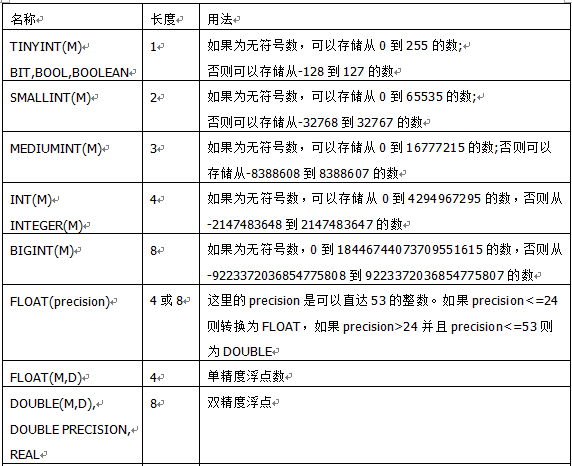 名称 长度 用法
TINYINT(M) 1 如果为无符号数，可以存储从 0 到 255 的数;
BIT,BOOL,BOOLEAN 否则可以存储从-128 到 127 的数
SMALLINT(M) 2 如果为无符号数，可以存储从 0 到 65535 的数;
否则可以存储从-32768 到 32767 的数
MEDIUMINT(M) 3 如果为无符号数，可以存储从 0 到 16777215 的数;否则可以
存储从-8388608 到 8388607 的数
INT(M) 4 如果为无符号数，可以存储从 0 到 4294967295 的数，否则从
INTEGER(M) -2147483648 到 2147483647 的数
BIGINT(M) 8 如果为无符号数，0 到 18446744073709551615 的数，否则从
-9223372036854775808 到 9223372036854775807 的数
FLOAT(precision) 4 或 8 这里的 precision 是可以直达 53 的整数。如果 precision<=24
则转换为 FLOAT，如果 precision>24 并且 precision<=53 则
为 DOUBLE
FLOAT(M,D) 4 单精度浮点数
DOUBLE(M,D), 8 双精度浮点
DOUBLE PRECISION,
REAL